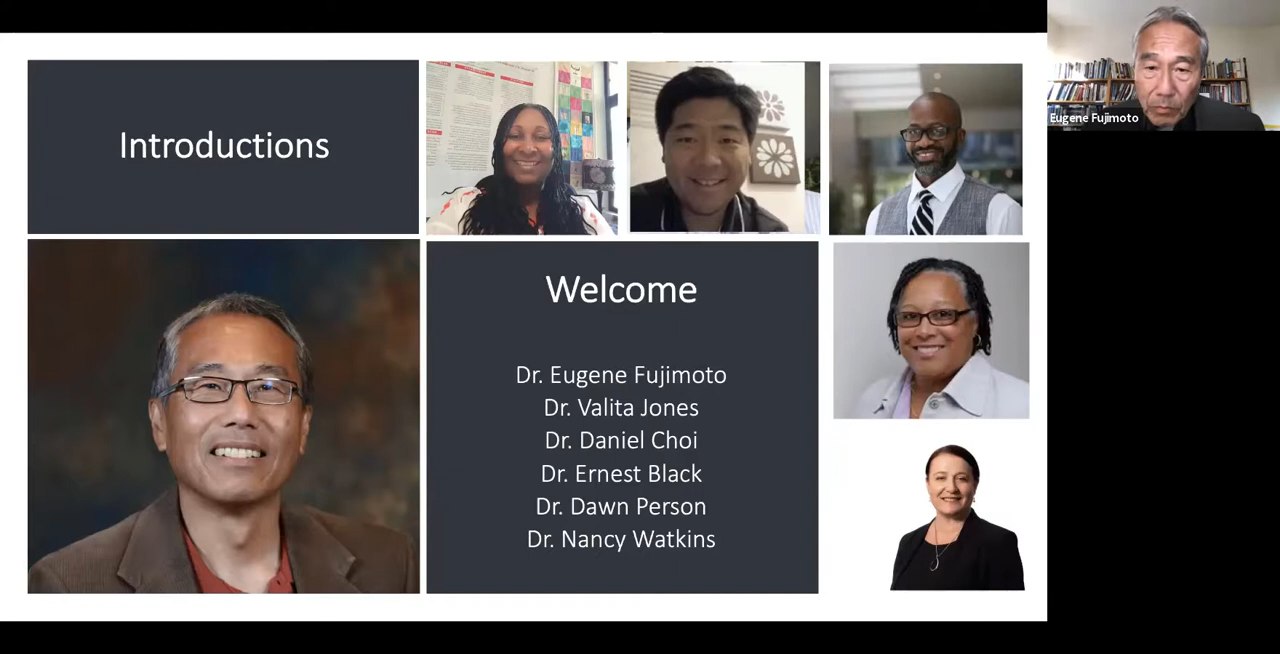 Introductions
Welcome
Dr. Eugene Fujimoto
Dr. Valita Jones
Dr. Daniel Choi
Dr. Ernest Black
Dr. Dawn Person
Dr. Nancy Watkins
Eugene Fujimoto